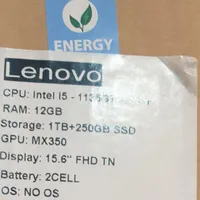 ENERGY
Lenovo
CPU: Intel I5 -
RAM: 12GB
Storage: 1TB+250GB SSD
GPU: MX350
Display: 15.6" FHD TN
Battery: 2CELL
OS: NO OS